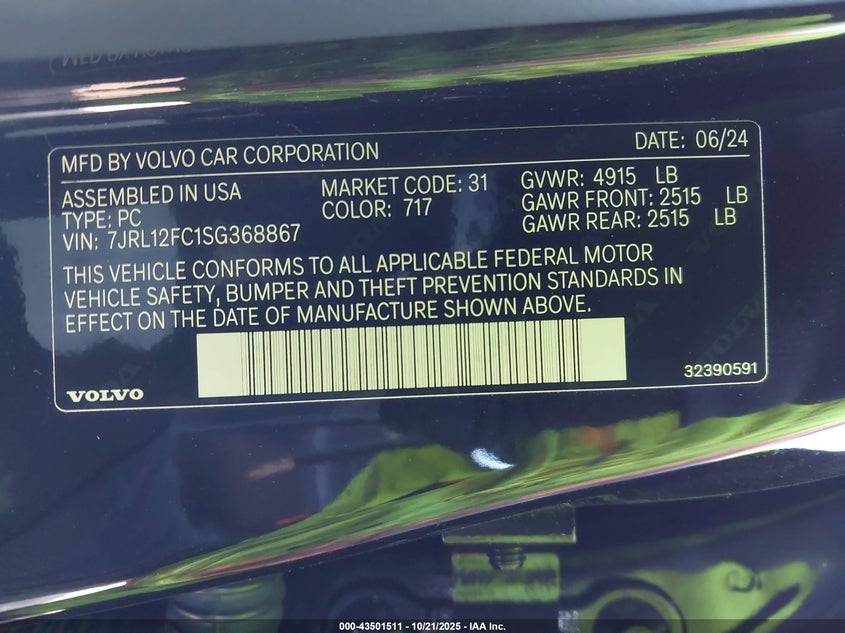 MFD BY VOLVO CAR CORPORATION DATE: 06/24
ASSEMBLED IN USA MARKET CODE: 31 GVWR: 4915 LB
TYPE: PC COLOR: 717 GAWR FRONT: 2515 LB
VIN: 7JRL12FC1SG368867 GAWR REAR: 2515 LB
THIS VEHICLE CONFORMS TO ALL APPLICABLE FEDERAL MOTOR
VEHICLE SAFETY, BUMPER AND THEFT PREVENTION STANDARDS IN
EFFECT ON THE DATE OF MANUFACTURE SHOWN ABOVE.
VOLVO 32390591
000-43501511 - 10/21/2025 - IAA Inc.